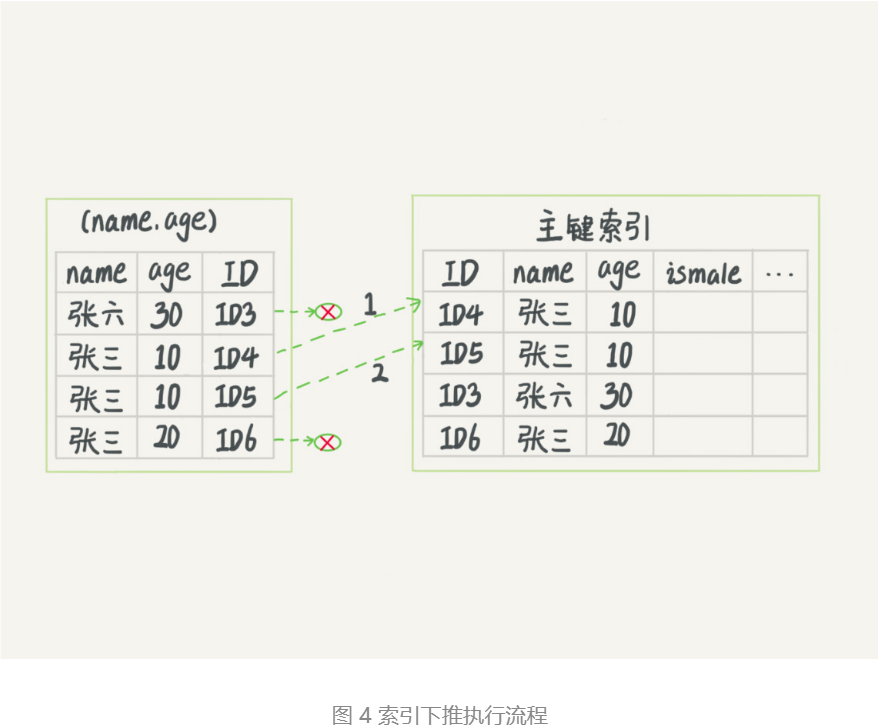 (name.age)
name age ID
张六 30 ID3
张三 10 ID4
张三 10 ID5
张三 20 ID6
1
2
主键索引
ID name age ismale ...
ID4 张三 10
ID5 张三 10
ID3 张六 30
ID6 张三 20
图 4 索引下推执行流程